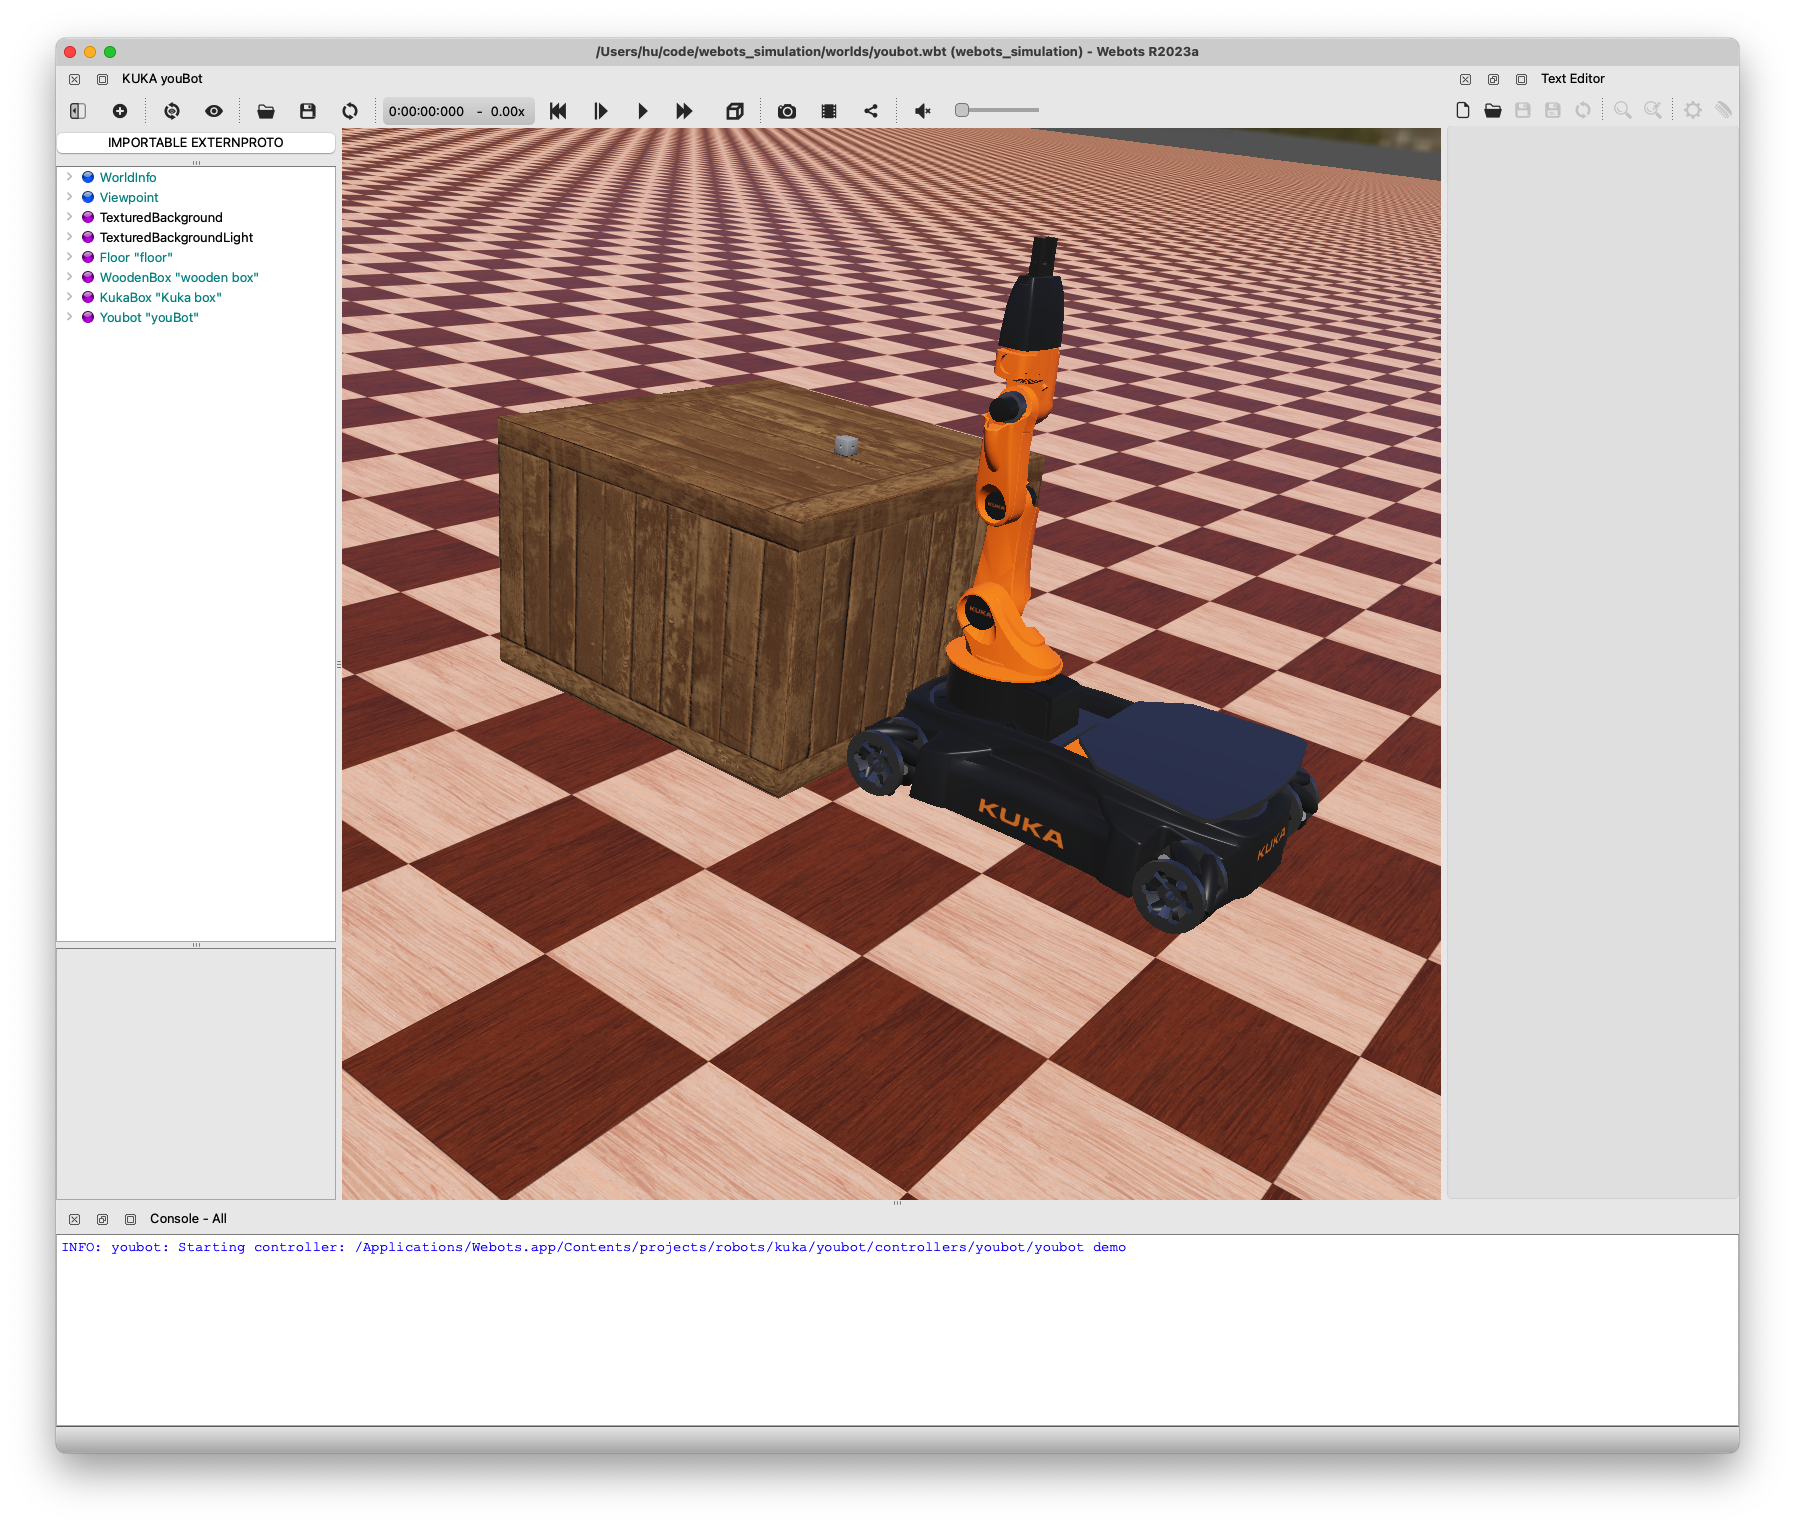 /Users/hu/code/webots_simulation/worlds/youbot.wbt (webots_simulation) - Webots R2023a
KUKA youBot
Text Editor
0:00:00:000 - 0.00x
IMPORTABLE EXTERNPROTO
WorldInfo
Viewpoint
TexturedBackground
TexturedBackgroundLight
Floor "floor"
WoodenBox "wooden box"
KukaBox "Kuka box"
Youbot "youBot"
KUKA
KUKA
KUKA
KUKA
Console - All
INFO: youbot: Starting controller: /Applications/Webots.app/Contents/projects/robots/kuka/youbot/controllers/youbot/youbot demo